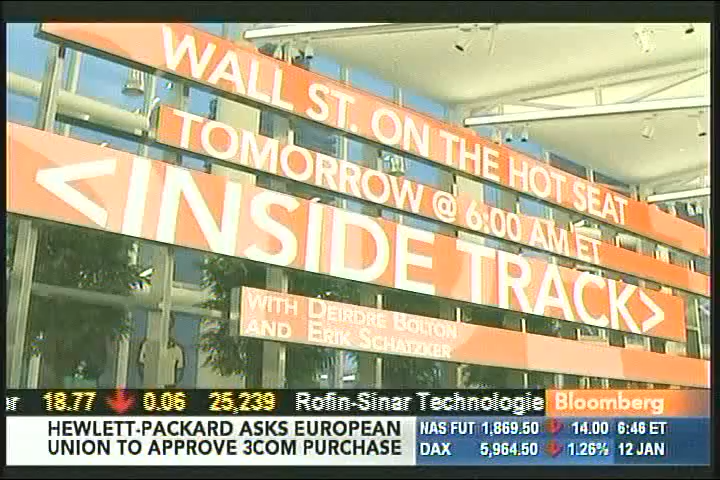 WALL ST. ON THE HOT SEAT
TOMORROW @ 6:00 AM ET
<INSIDE TRACK>
WITH DEIRDRE BOLTON
AND ERIK SCHATZKER
r 18.77 0.06 25,239 Rofin-Sinar Technologie
Bloomberg
HEWLETT-PACKARD ASKS EUROPEAN
UNION TO APPROVE 3COM PURCHASE
NAS FUT 1,869.50 14.00 6:46 ET
DAX 5,964.50 1.26% 12 JAN